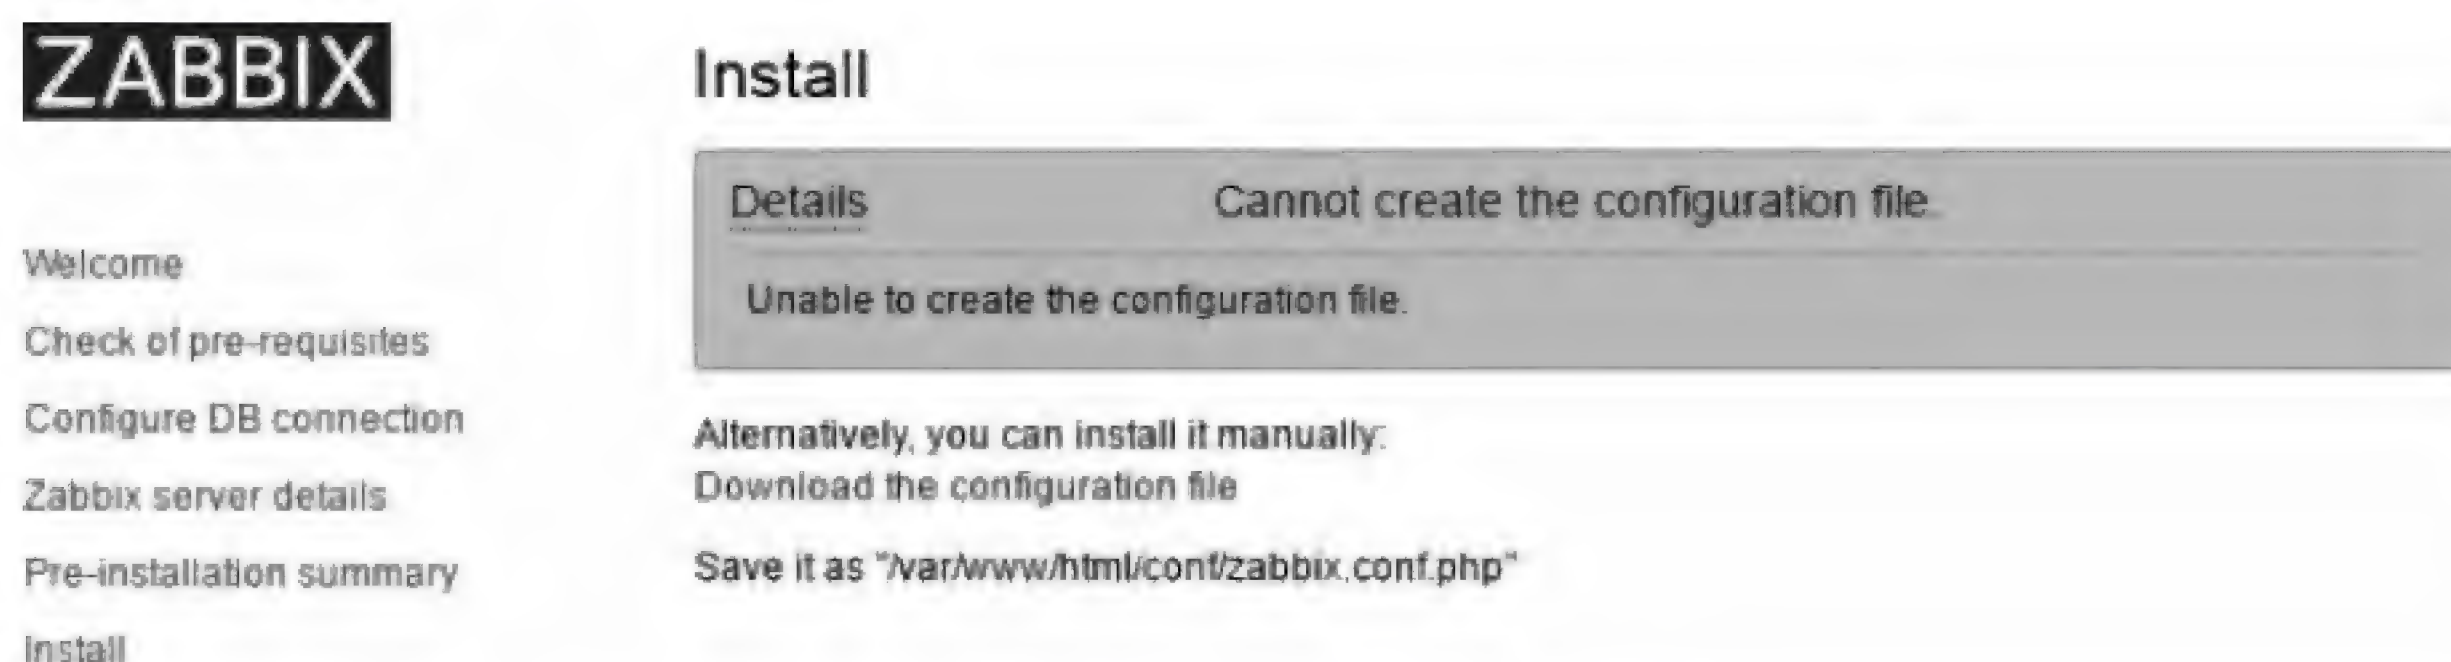 ZABBIX
Welcome
Check of pre-requisites
Configure DB connection
Zabbix server details
Pre-installation summary
Install
Install
Details Cannot create the configuration file.
Unable to create the configuration file.
Alternatively, you can install it manually:
Download the configuration file
Save it as "/var/www/html/conf/zabbix.conf.php"